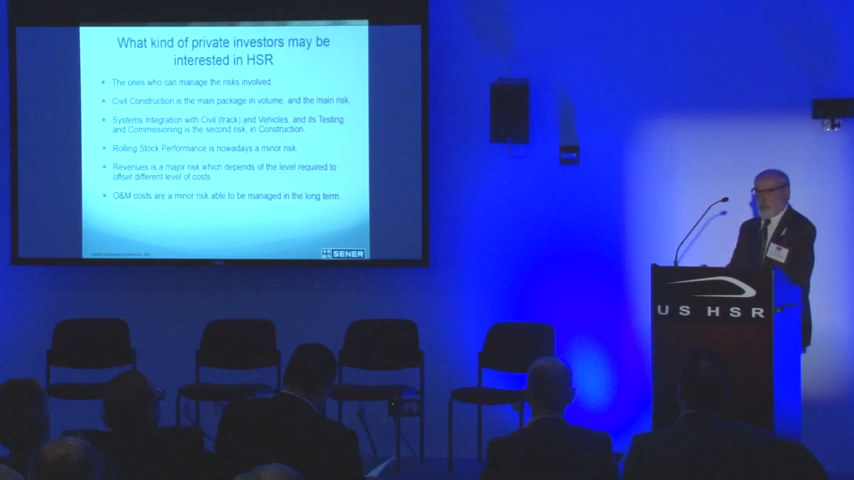 What kind of private investors may be
interested in HSR
The ones who can manage the risks involved
Civil Construction is the main package in volume, and the main risk.
Systems Integration with Civil (track) and Vehicles, and its Testing
and Commissioning is the second risk, in Construction.
Rolling Stock Performance is nowadays a minor risk.
Revenues is a major risk which depends of the level required to
offset different level of costs.
O&M costs are a minor risk able to be managed in the long term.
SENER
US HSR